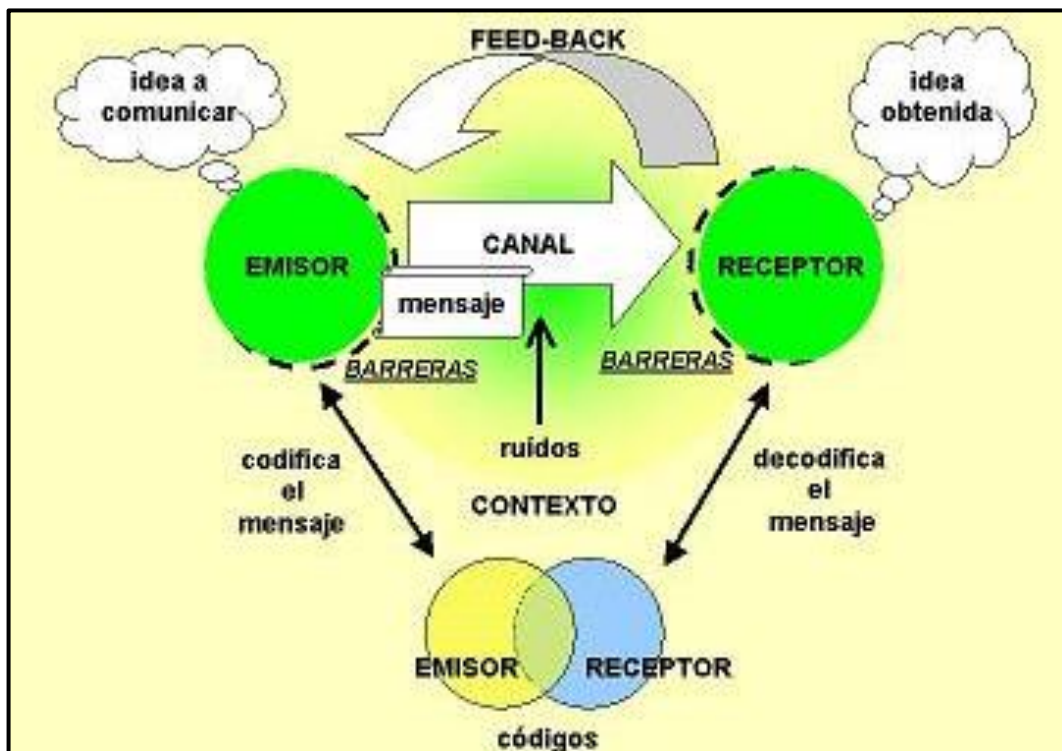 FEED-BACK
idea a
comunicar
idea
obtenida
EMISOR
CANAL
RECEPTOR
mensaje
BARRERAS
BARRERAS
ruídos
codifica
el
mensaje
decodifica
el
mensaje
CONTEXTO
EMISOR
RECEPTOR
códigos